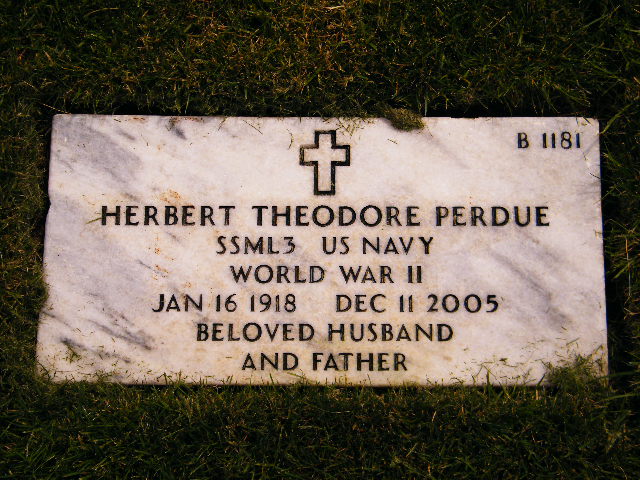 B 1181
HERBERT THEODORE PERDUE
SSML3 US NAVY
WORLD WAR II
JAN 16 1918 DEC 11 2005
BELOVED HUSBAND
AND FATHER